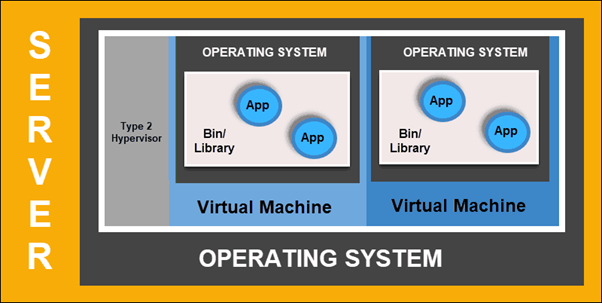 SERVER
Type 2
Hypervisor
OPERATING SYSTEM
App
Bin/
Library
App
Virtual Machine
OPERATING SYSTEM
App
Bin/
Library
App
Virtual Machine
OPERATING SYSTEM